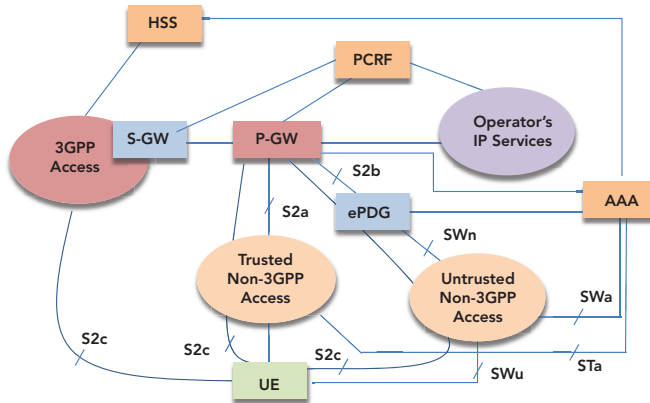 HSS
PCRF
3GPP
Access
S-GW
P-GW
Operator's
IP Services
S2b
AAA
ePDG
S2a
SWn
Trusted
Non-3GPP
Access
Untrusted
Non-3GPP
Access
SWa
S2c
S2c
S2c
STa
SWu
UE